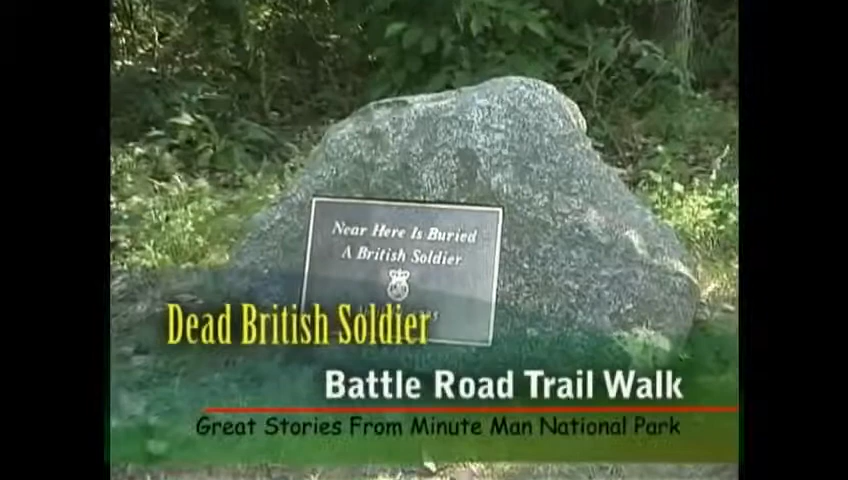 Near Here Is Buried
A British Soldier
Dead British Soldier
Battle Road Trail Walk
Great Stories From Minute Man National Park